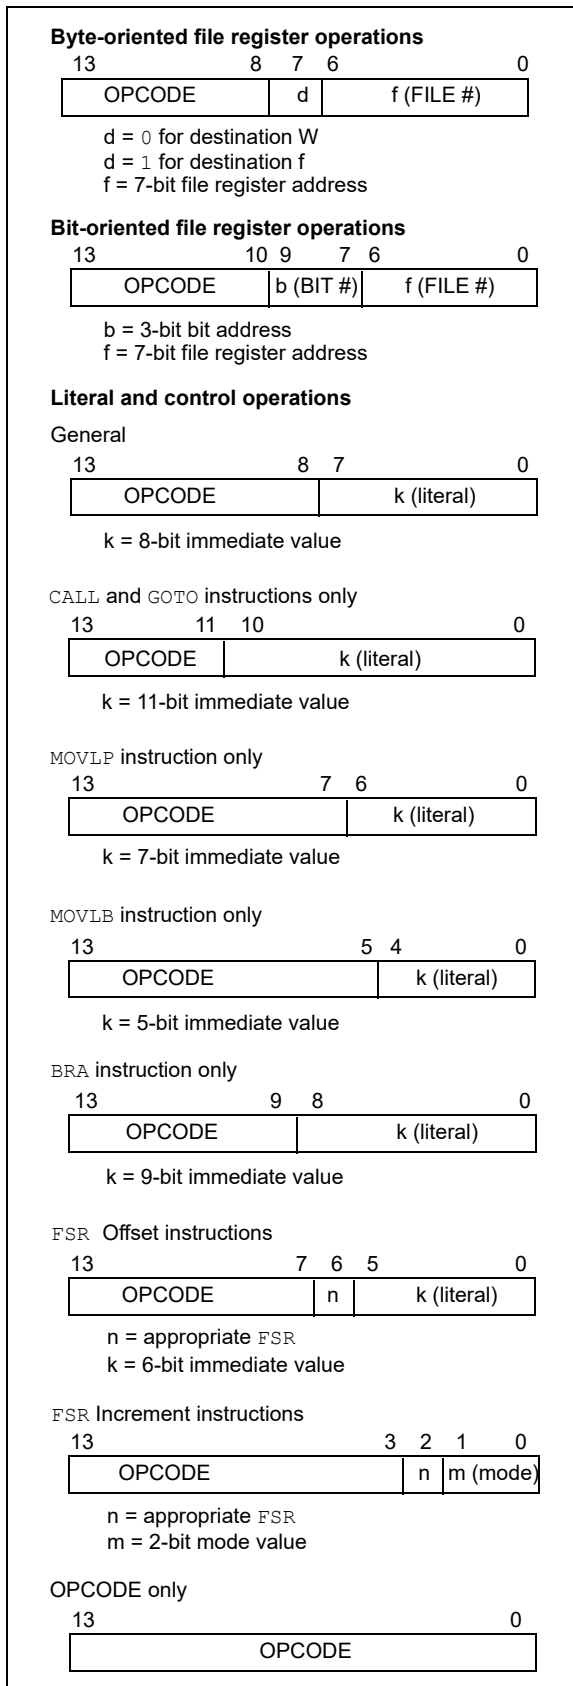 Byte-oriented file register operations
13 8 7 6 0
OPCODE d f (FILE #)
d = 0 for destination W
d = 1 for destination f
f = 7-bit file register address
Bit-oriented file register operations
13 10 9 7 6 0
OPCODE b (BIT #) f (FILE #)
b = 3-bit bit address
f = 7-bit file register address
Literal and control operations
General
13 8 7 0
OPCODE k (literal)
k = 8-bit immediate value
CALL and GOTO instructions only
13 11 10 0
OPCODE k (literal)
k = 11-bit immediate value
MOVLP instruction only
13 7 6 0
OPCODE k (literal)
k = 7-bit immediate value
MOVLB instruction only
13 5 4 0
OPCODE k (literal)
k = 5-bit immediate value
BRA instruction only
13 9 8 0
OPCODE k (literal)
k = 9-bit immediate value
FSR Offset instructions
13 7 6 5 0
OPCODE n k (literal)
n = appropriate FSR
k = 6-bit immediate value
FSR Increment instructions
13 3 2 1 0
OPCODE n m (mode)
n = appropriate FSR
m = 2-bit mode value
OPCODE only
13 0
OPCODE